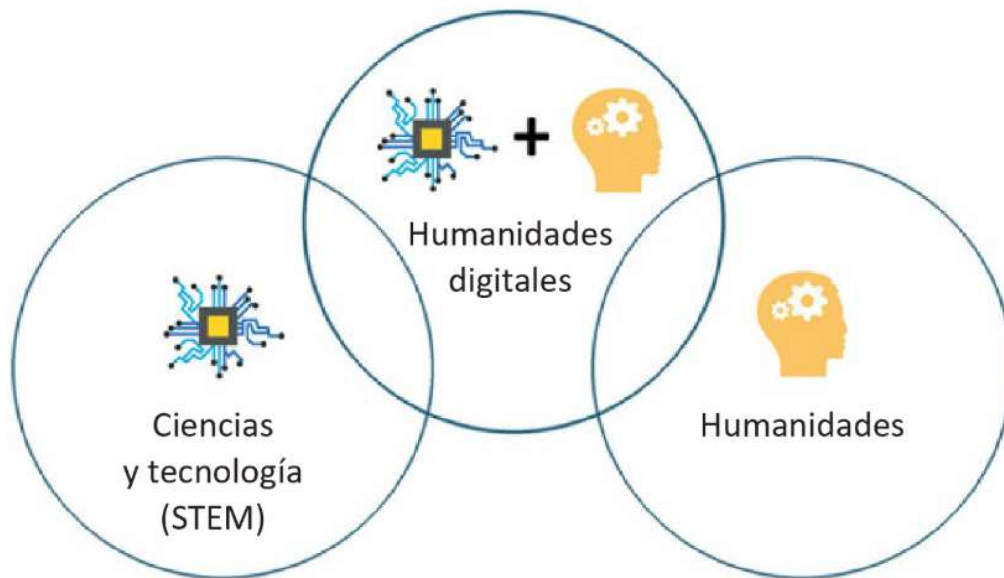 Humanidades
digitales
Ciencias
y tecnología
(STEM)
Humanidades